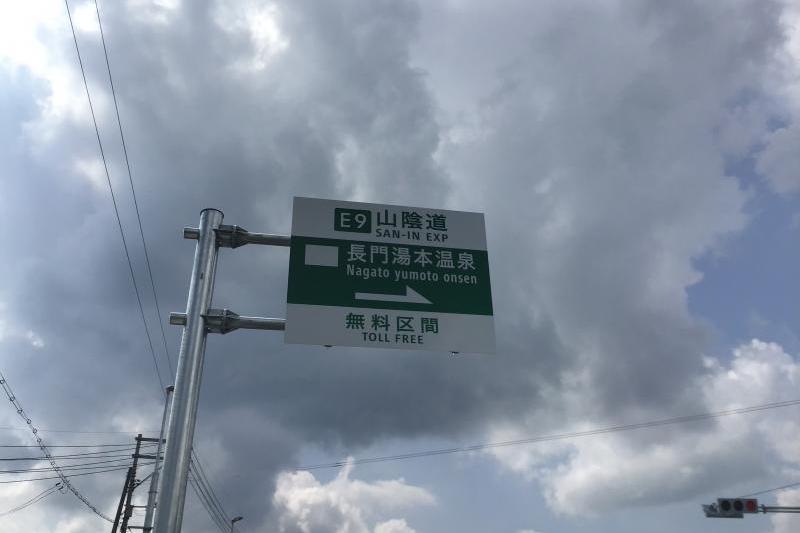 E9 山陰道
SAN-IN EXP
長門湯本温泉
Nagato yumoto onsen
無料区間
TOLL FREE